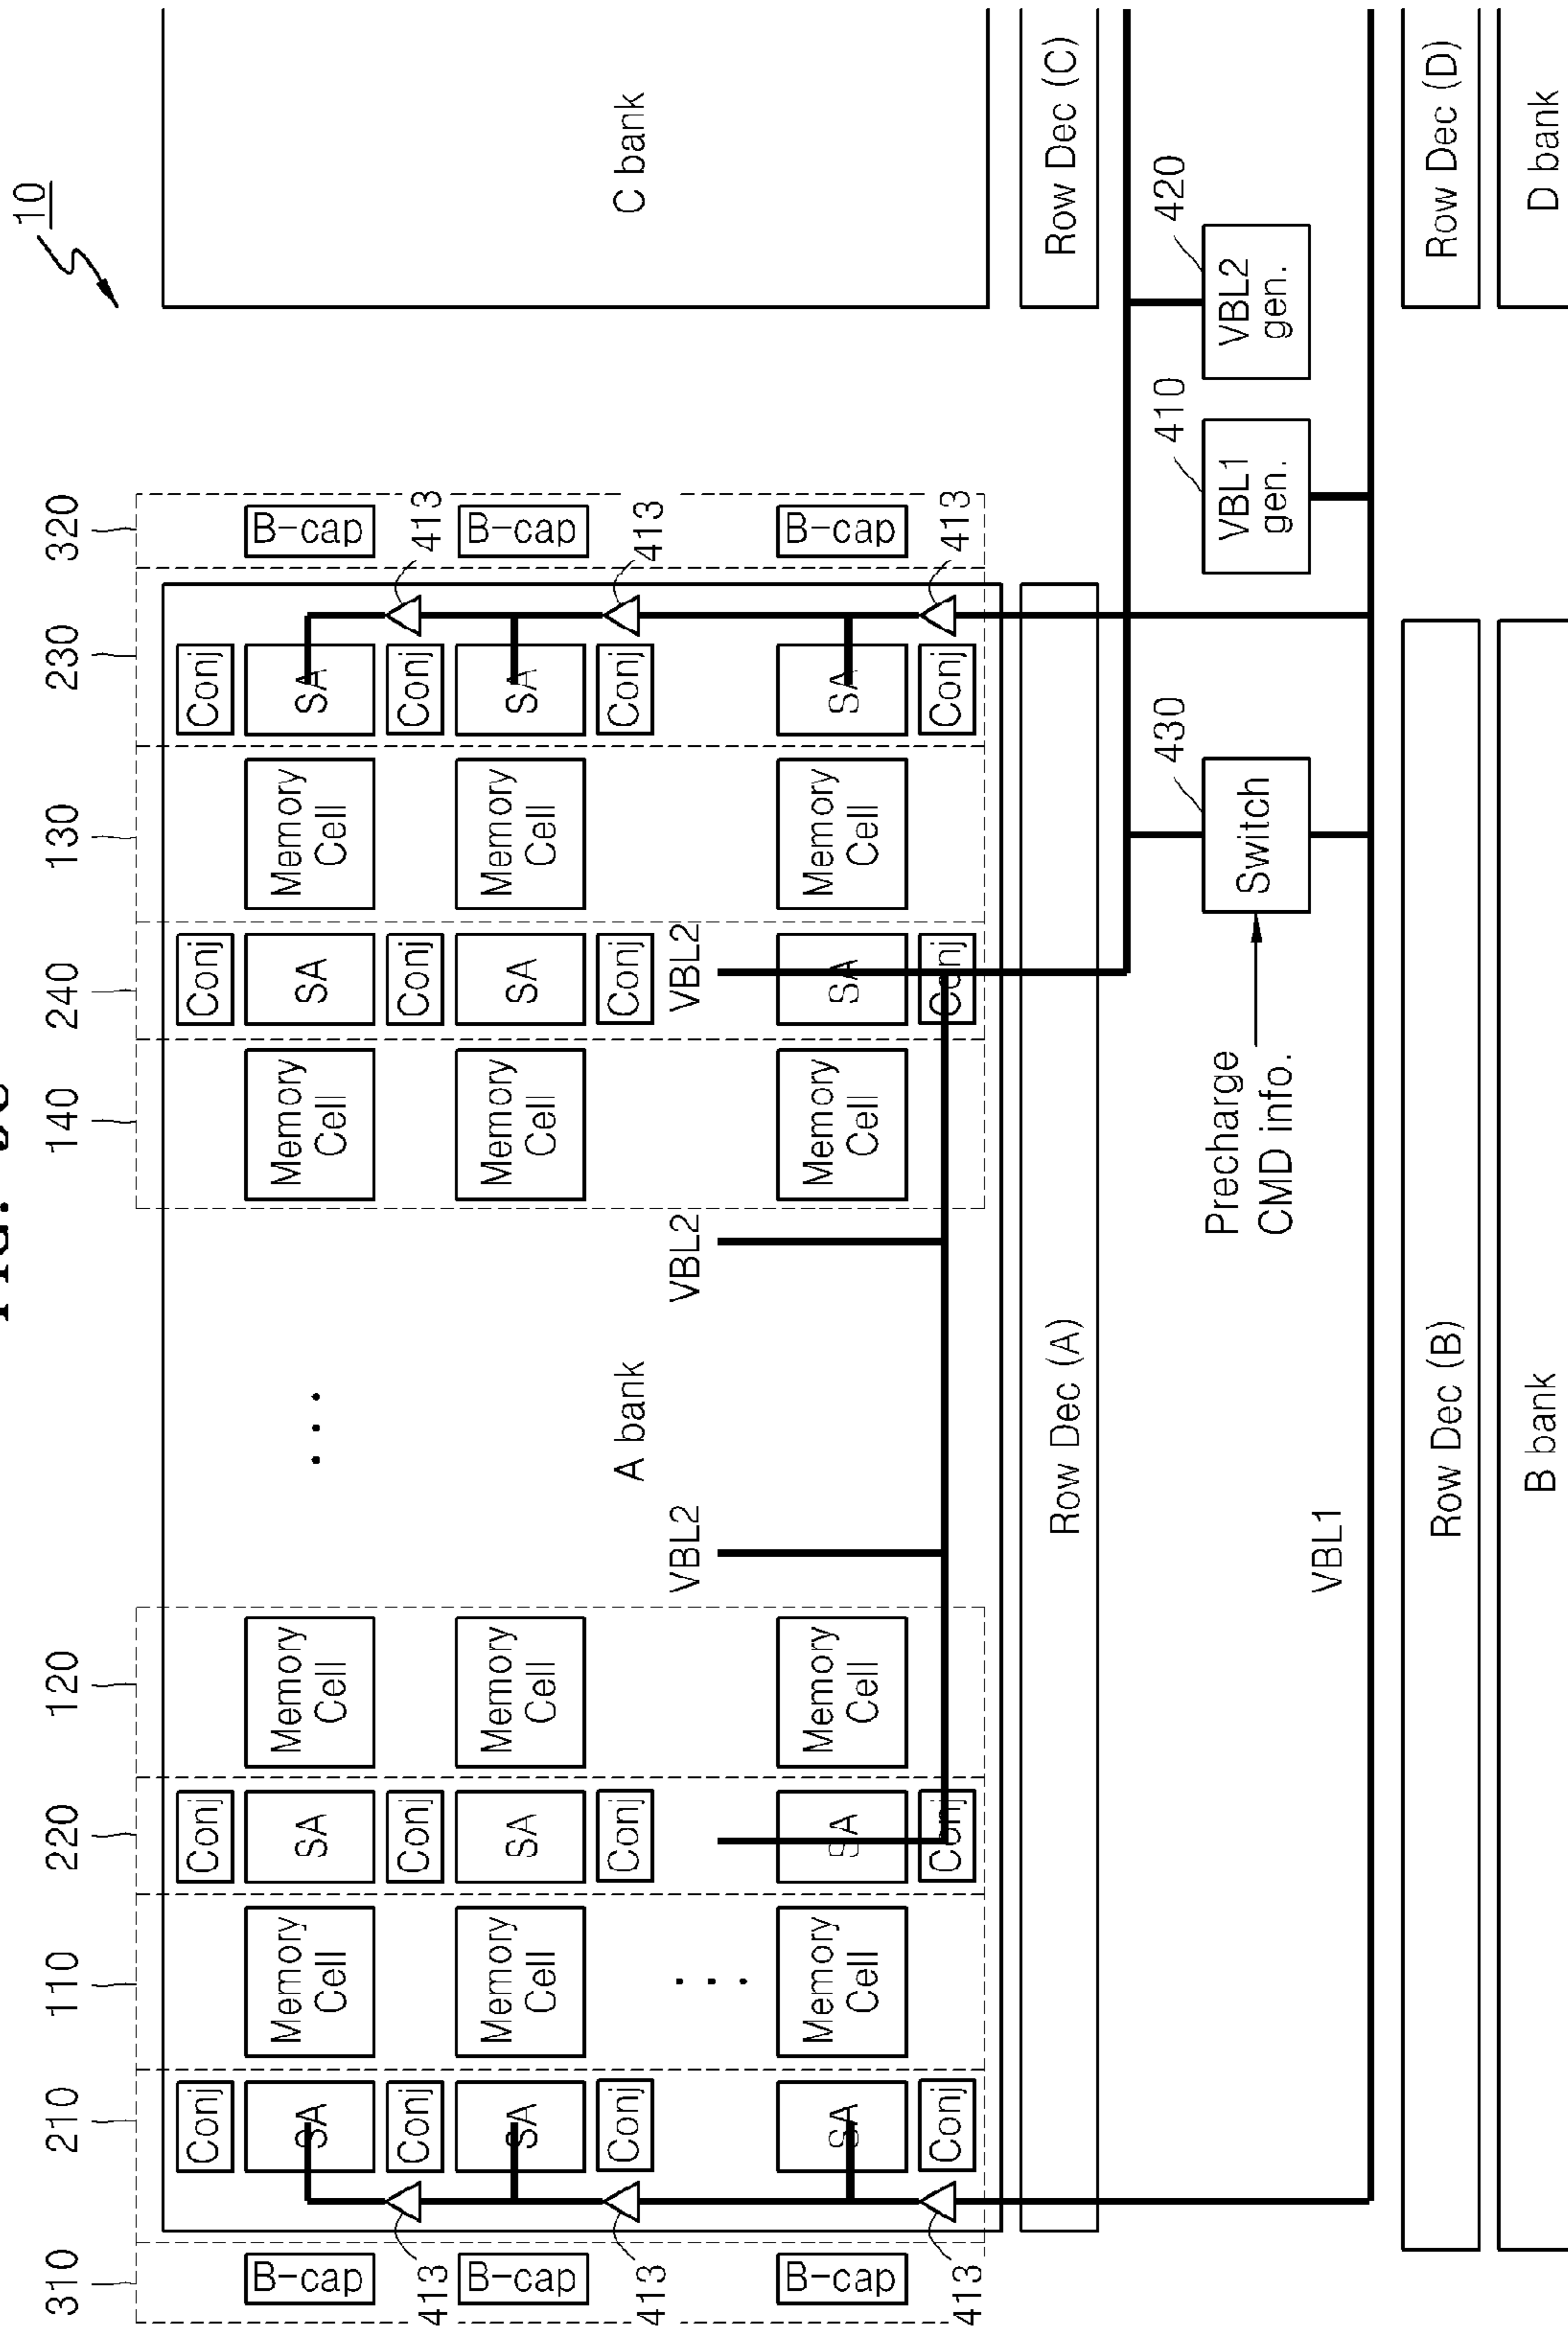 10
310 210 110 220 120 140 240 130 230 320
Conj Conj Conj Conj
B-cap SA Memory Cell SA Memory Cell ... Memory Cell SA Memory Cell SA B-cap
413 Conj Conj Conj Conj 413
B-cap SA Memory Cell SA Memory Cell Memory Cell SA Memory Cell SA B-cap
413 Conj Conj A bank Conj Conj 413 C bank
... VBL2 VBL2 VBL2
B-cap SA Memory Cell SA Memory Cell Memory Cell SA Memory Cell SA B-cap
413 Conj Conj Conj Conj 413
Row Dec (A) Row Dec (C)
430 410 420
Precharge Switch VBL1 VBL2
CMD info. gen. gen.
VBL1
Row Dec (B) Row Dec (D)
B bank D bank